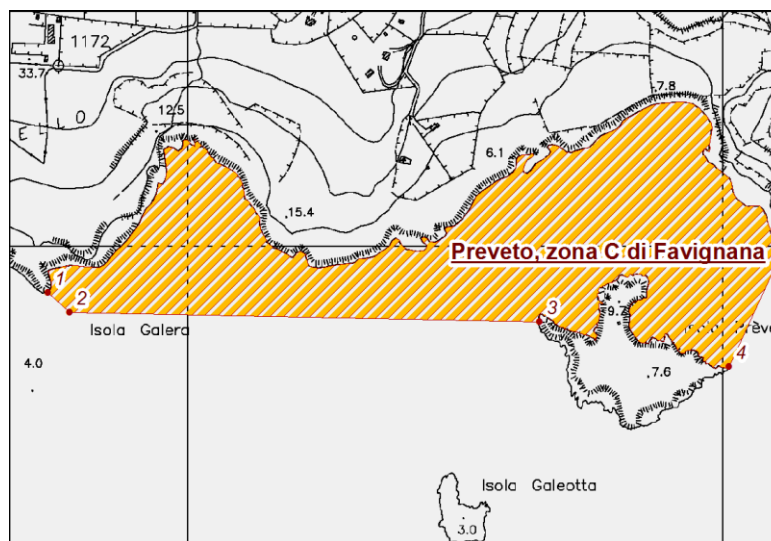 1172
33.7
E
O
12.5
7.8
6.1
15.4
Preveto, zona C di Favignana
1
2
Isola Galera
3
9.7
4
4.0
7.6
Isola Galeotta
3.0